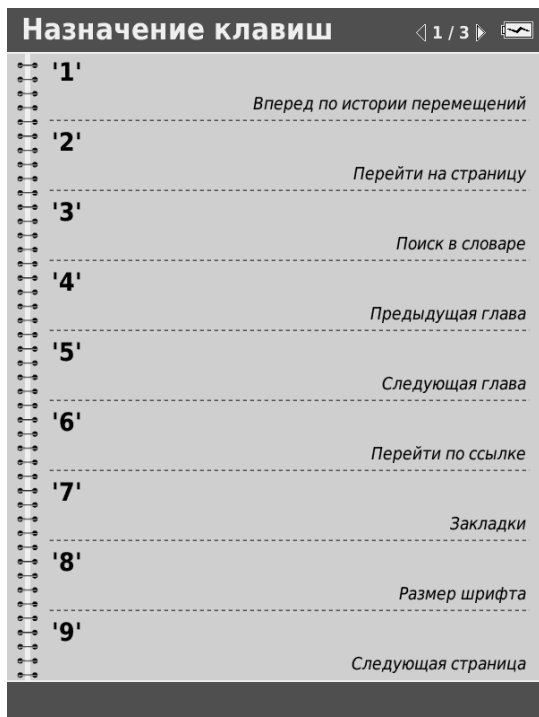 Назначение клавиш 1 / 3
'1'
Вперед по истории перемещений
'2'
Перейти на страницу
'3'
Поиск в словаре
'4'
Предыдущая глава
'5'
Следующая глава
'6'
Перейти по ссылке
'7'
Закладки
'8'
Размер шрифта
'9'
Следующая страница